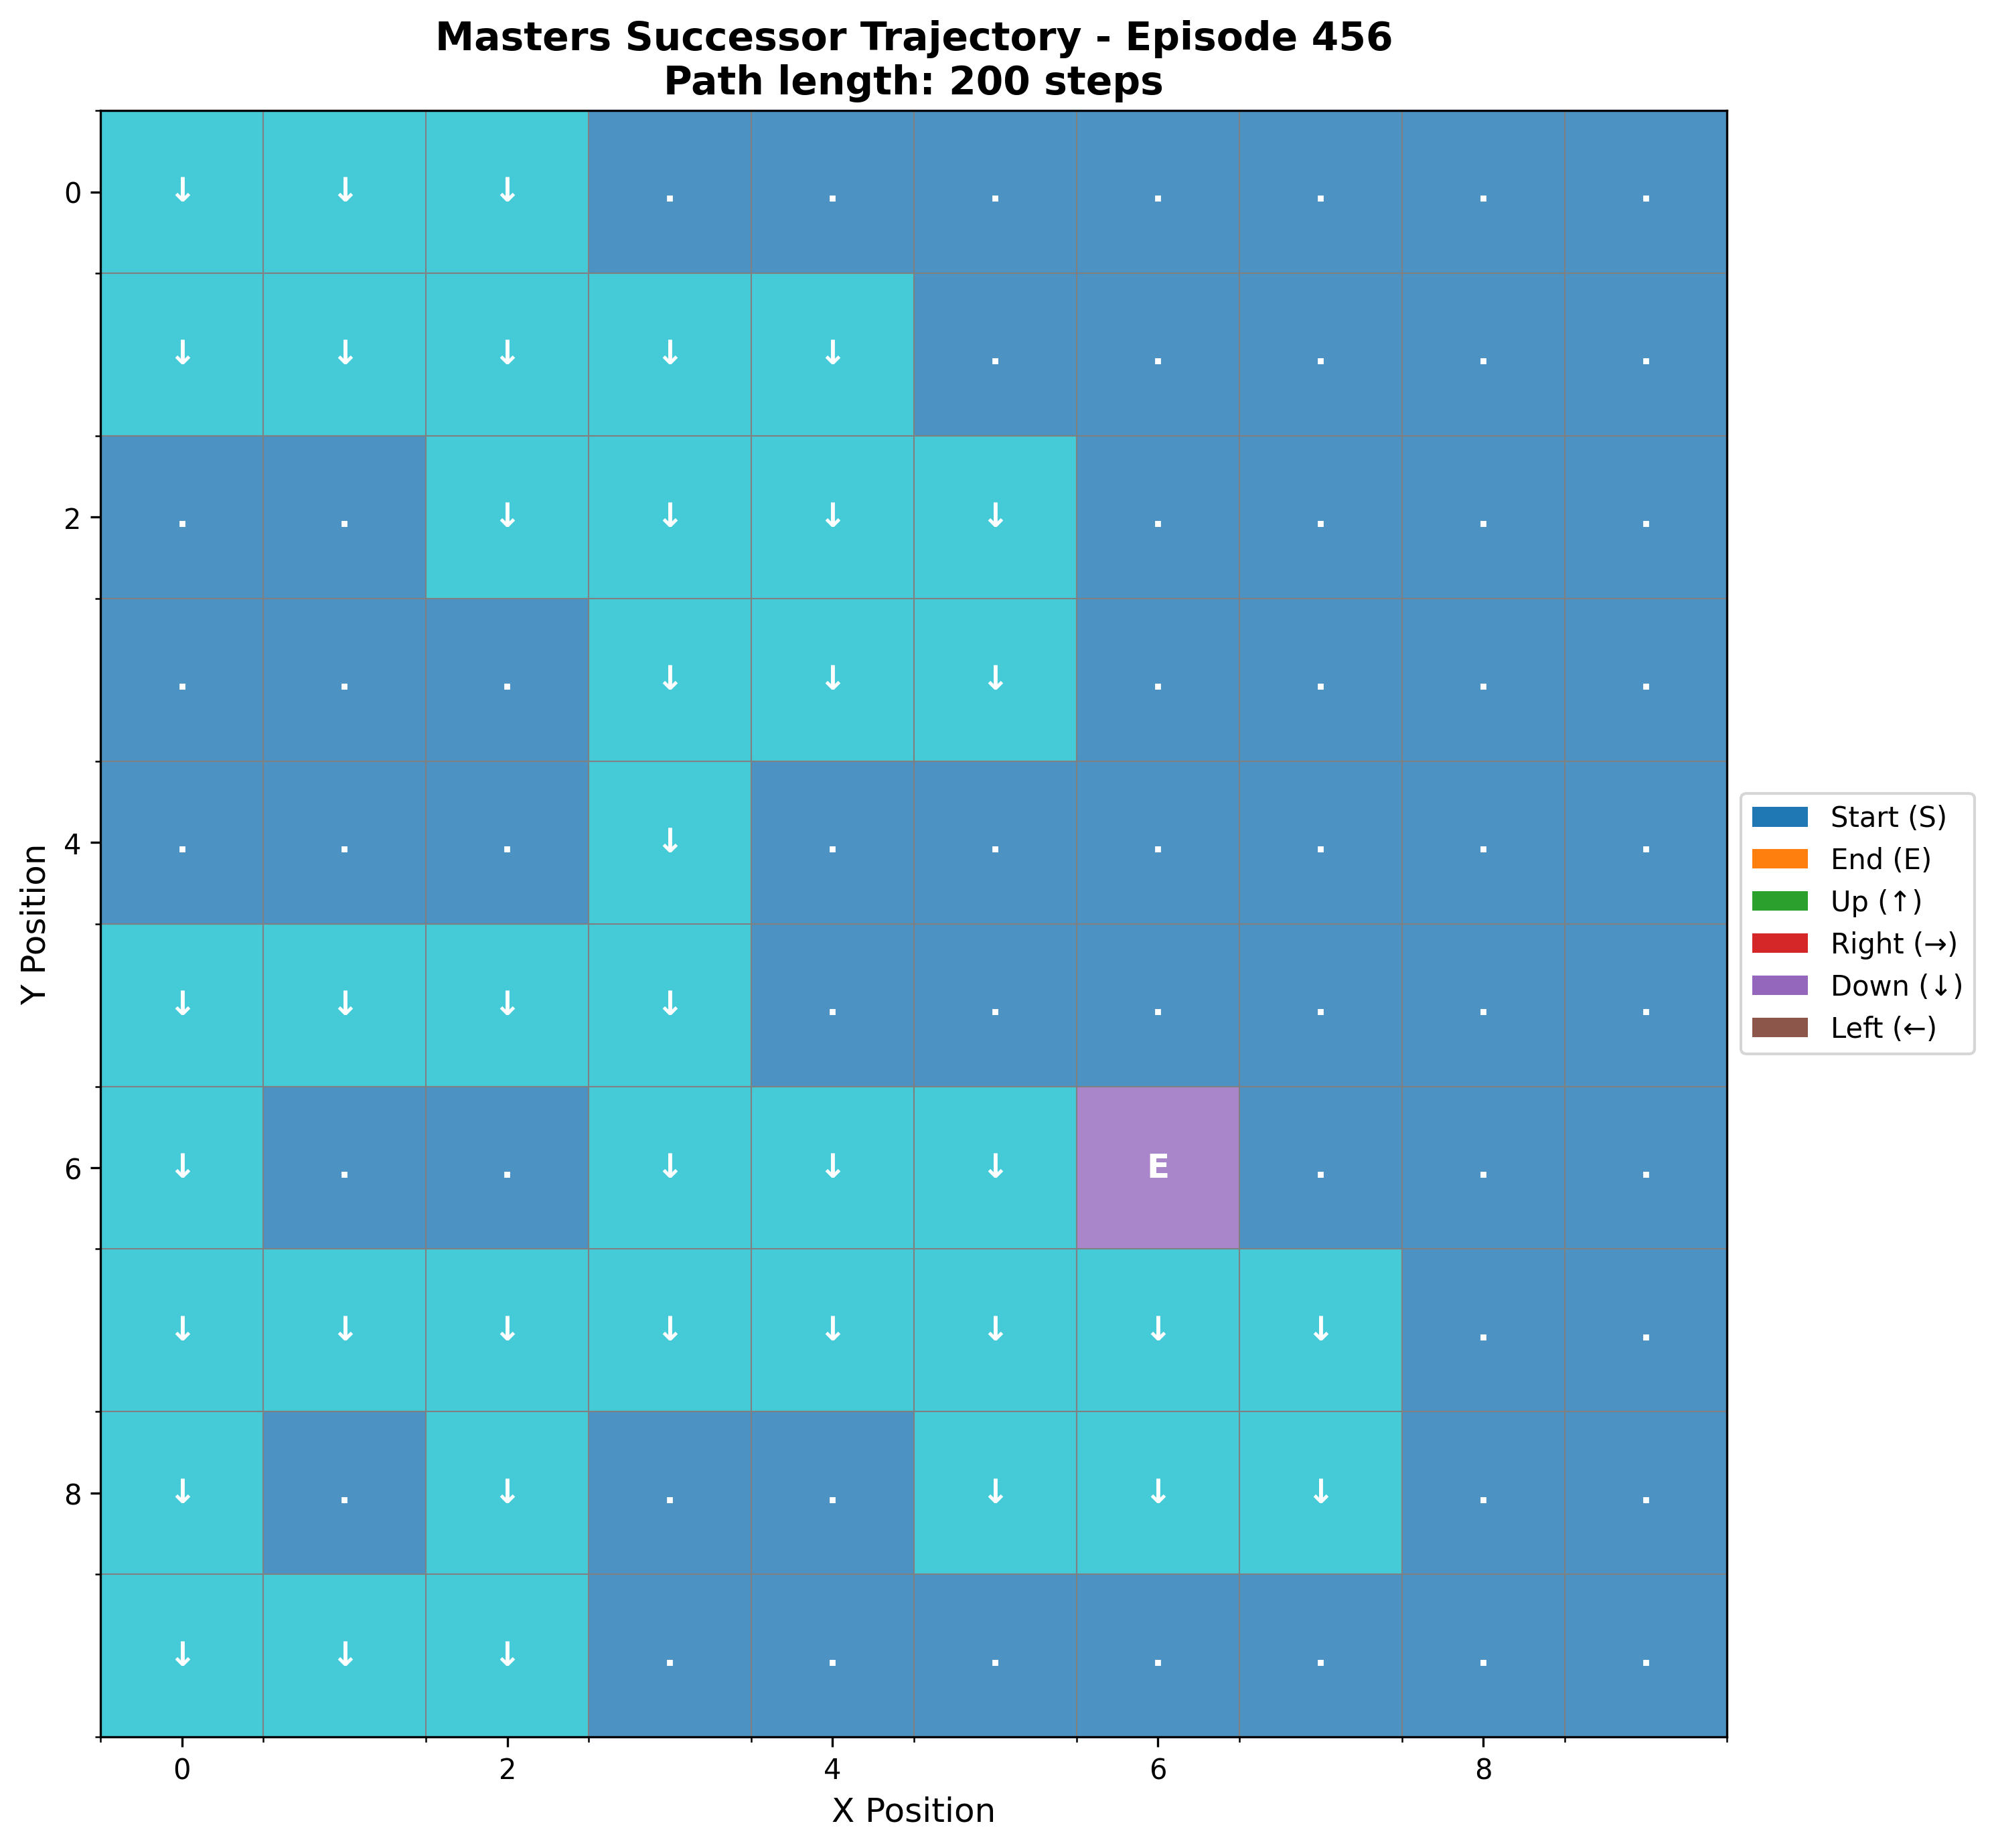 Masters Successor Trajectory - Episode 456
Path length: 200 steps
0 ↓ ↓ ↓ . . . . . . .
↓ ↓ ↓ ↓ ↓ . . . . .
2 . . ↓ ↓ ↓ ↓ . . . .
. . . ↓ ↓ ↓ . . . .
4 . . . ↓ . . . . . .
↓ ↓ ↓ ↓ . . . . . .
6 ↓ . . ↓ ↓ ↓ E . . .
↓ ↓ ↓ ↓ ↓ ↓ ↓ ↓ . .
8 ↓ . ↓ . . ↓ ↓ ↓ . .
↓ ↓ ↓ . . . . . . .
0 2 4 6 8
X Position
Y Position
Start (S)
End (E)
Up (↑)
Right (→)
Down (↓)
Left (←)